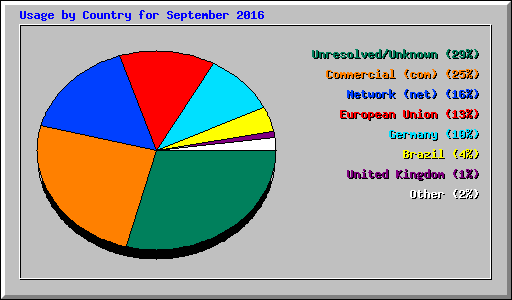 Usage by Country for September 2016
Unresolved/Unknown (29%)
Commercial (com) (25%)
Network (net) (16%)
European Union (13%)
Germany (10%)
Brazil (4%)
United Kingdom (1%)
Other (2%)